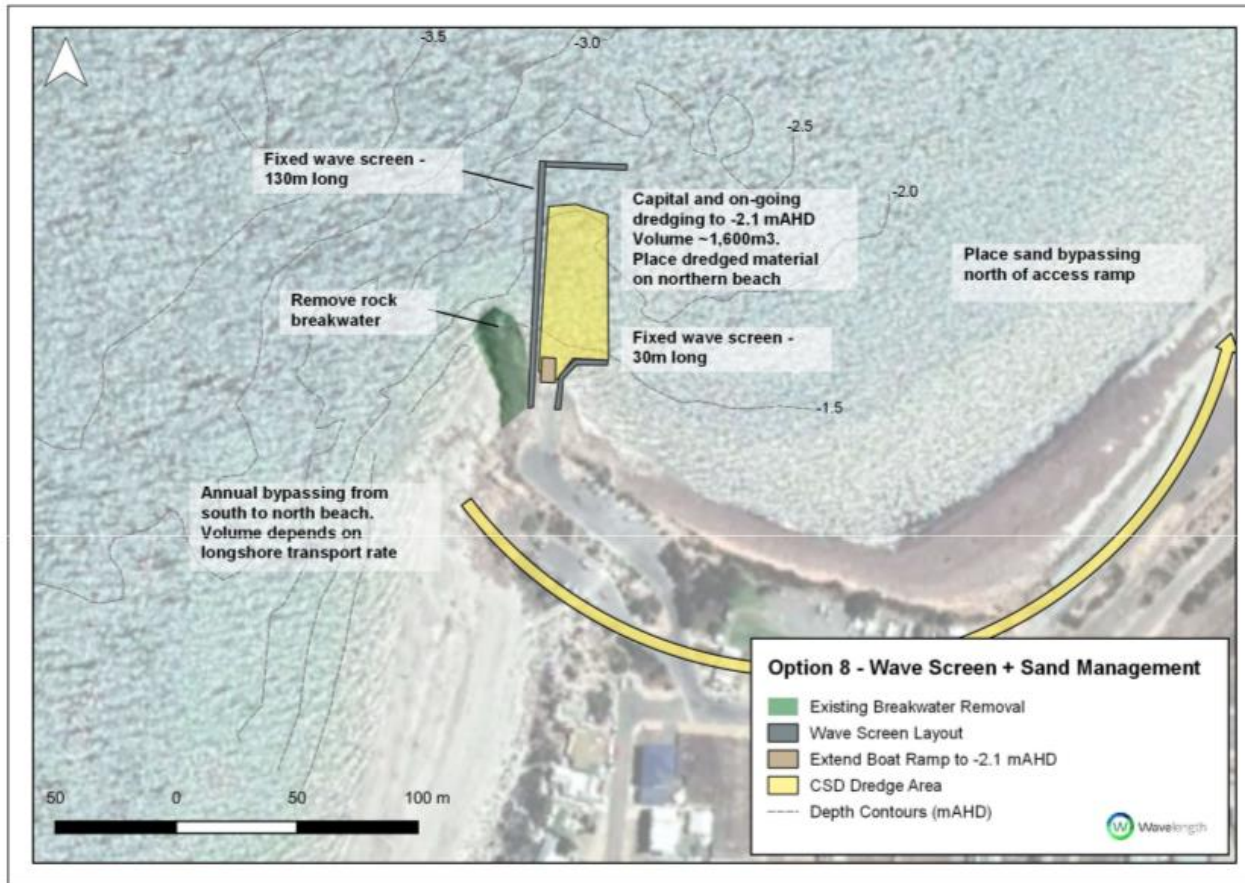 -3.5
-3.0
-2.5
-2.0
Fixed wave screen -
130m long
Capital and on-going
dredging to -2.1 mAHD
Volume ~1,600m3.
Place dredged material
on northern beach
Place sand bypassing
north of access ramp
Remove rock
breakwater
Fixed wave screen -
30m long
-1.5
Annual bypassing from
south to north beach.
Volume depends on
longshore transport rate
Option 8 - Wave Screen + Sand Management
Existing Breakwater Removal
Wave Screen Layout
Extend Boat Ramp to -2.1 mAHD
CSD Dredge Area
Depth Contours (mAHD)
W Wavelength
50 0 50 100 m